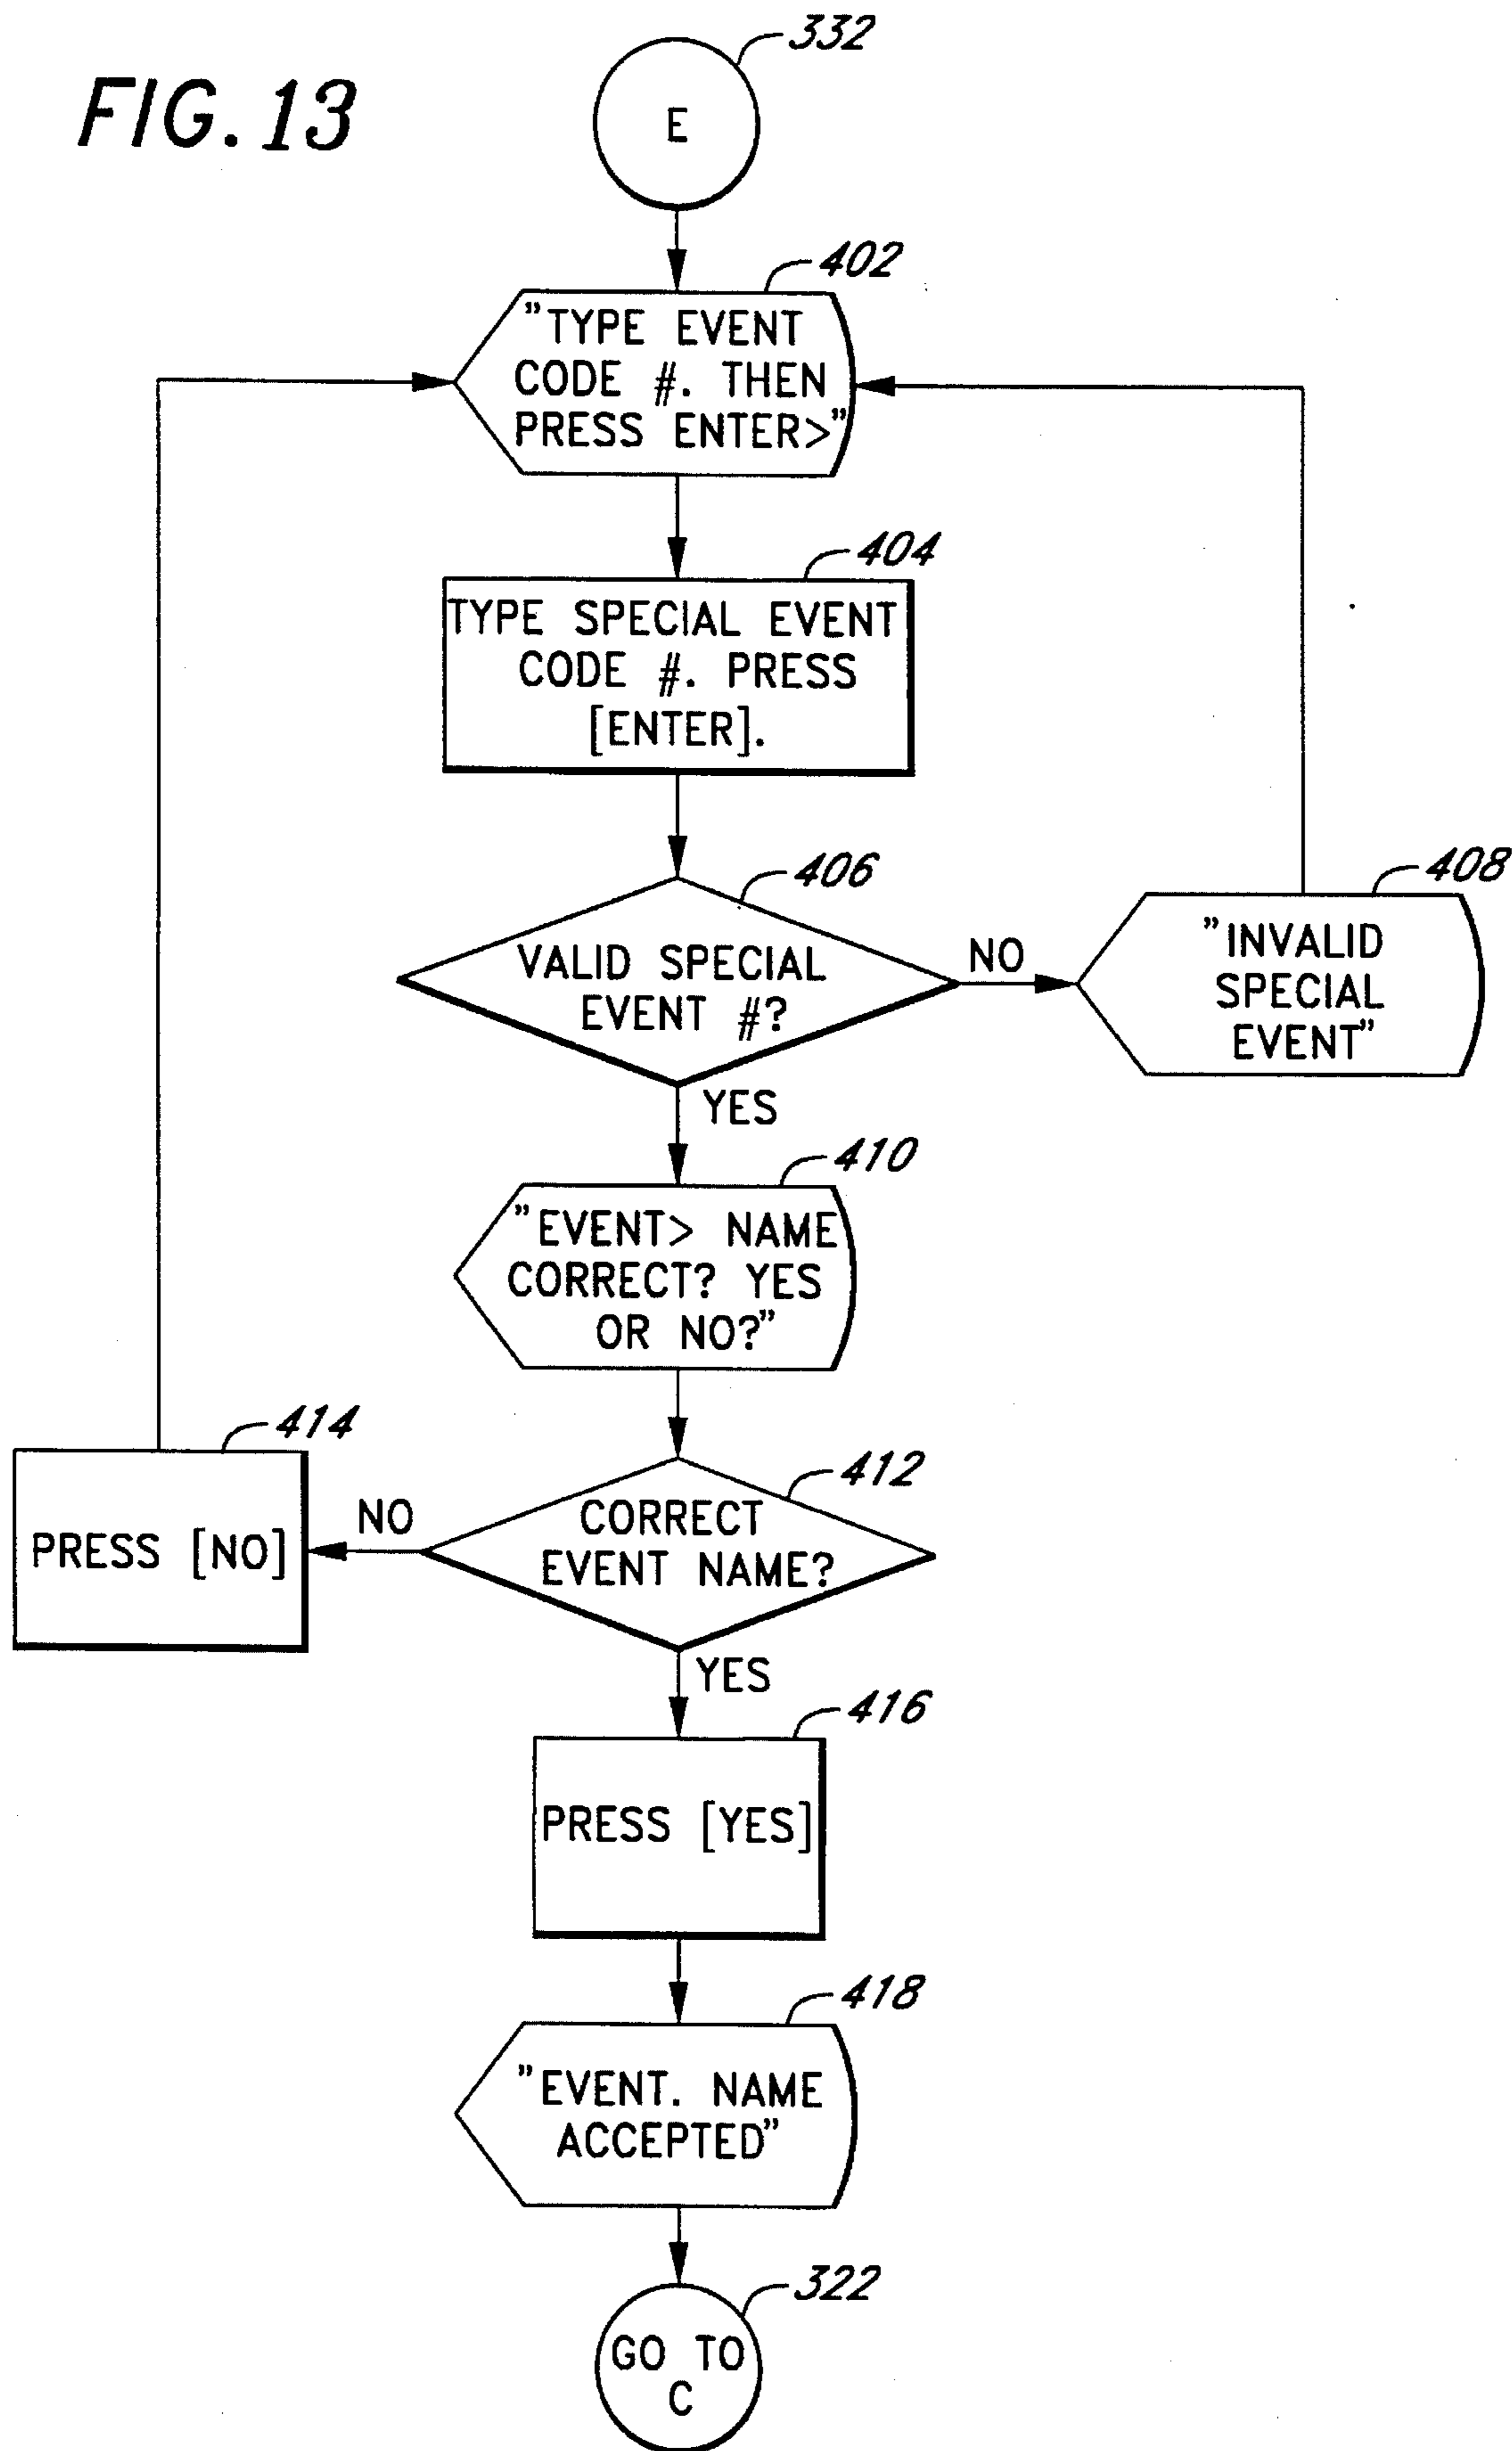 FIG. 13
332
E
402
"TYPE EVENT
CODE #. THEN
PRESS ENTER>"
404
TYPE SPECIAL EVENT
CODE #. PRESS
[ENTER].
406
VALID SPECIAL
EVENT #?
NO
408
"INVALID
SPECIAL
EVENT"
YES
410
"EVENT> NAME
CORRECT? YES
OR NO?"
412
CORRECT
EVENT NAME?
NO
414
PRESS [NO]
YES
416
PRESS [YES]
418
"EVENT. NAME
ACCEPTED"
322
GO TO
C